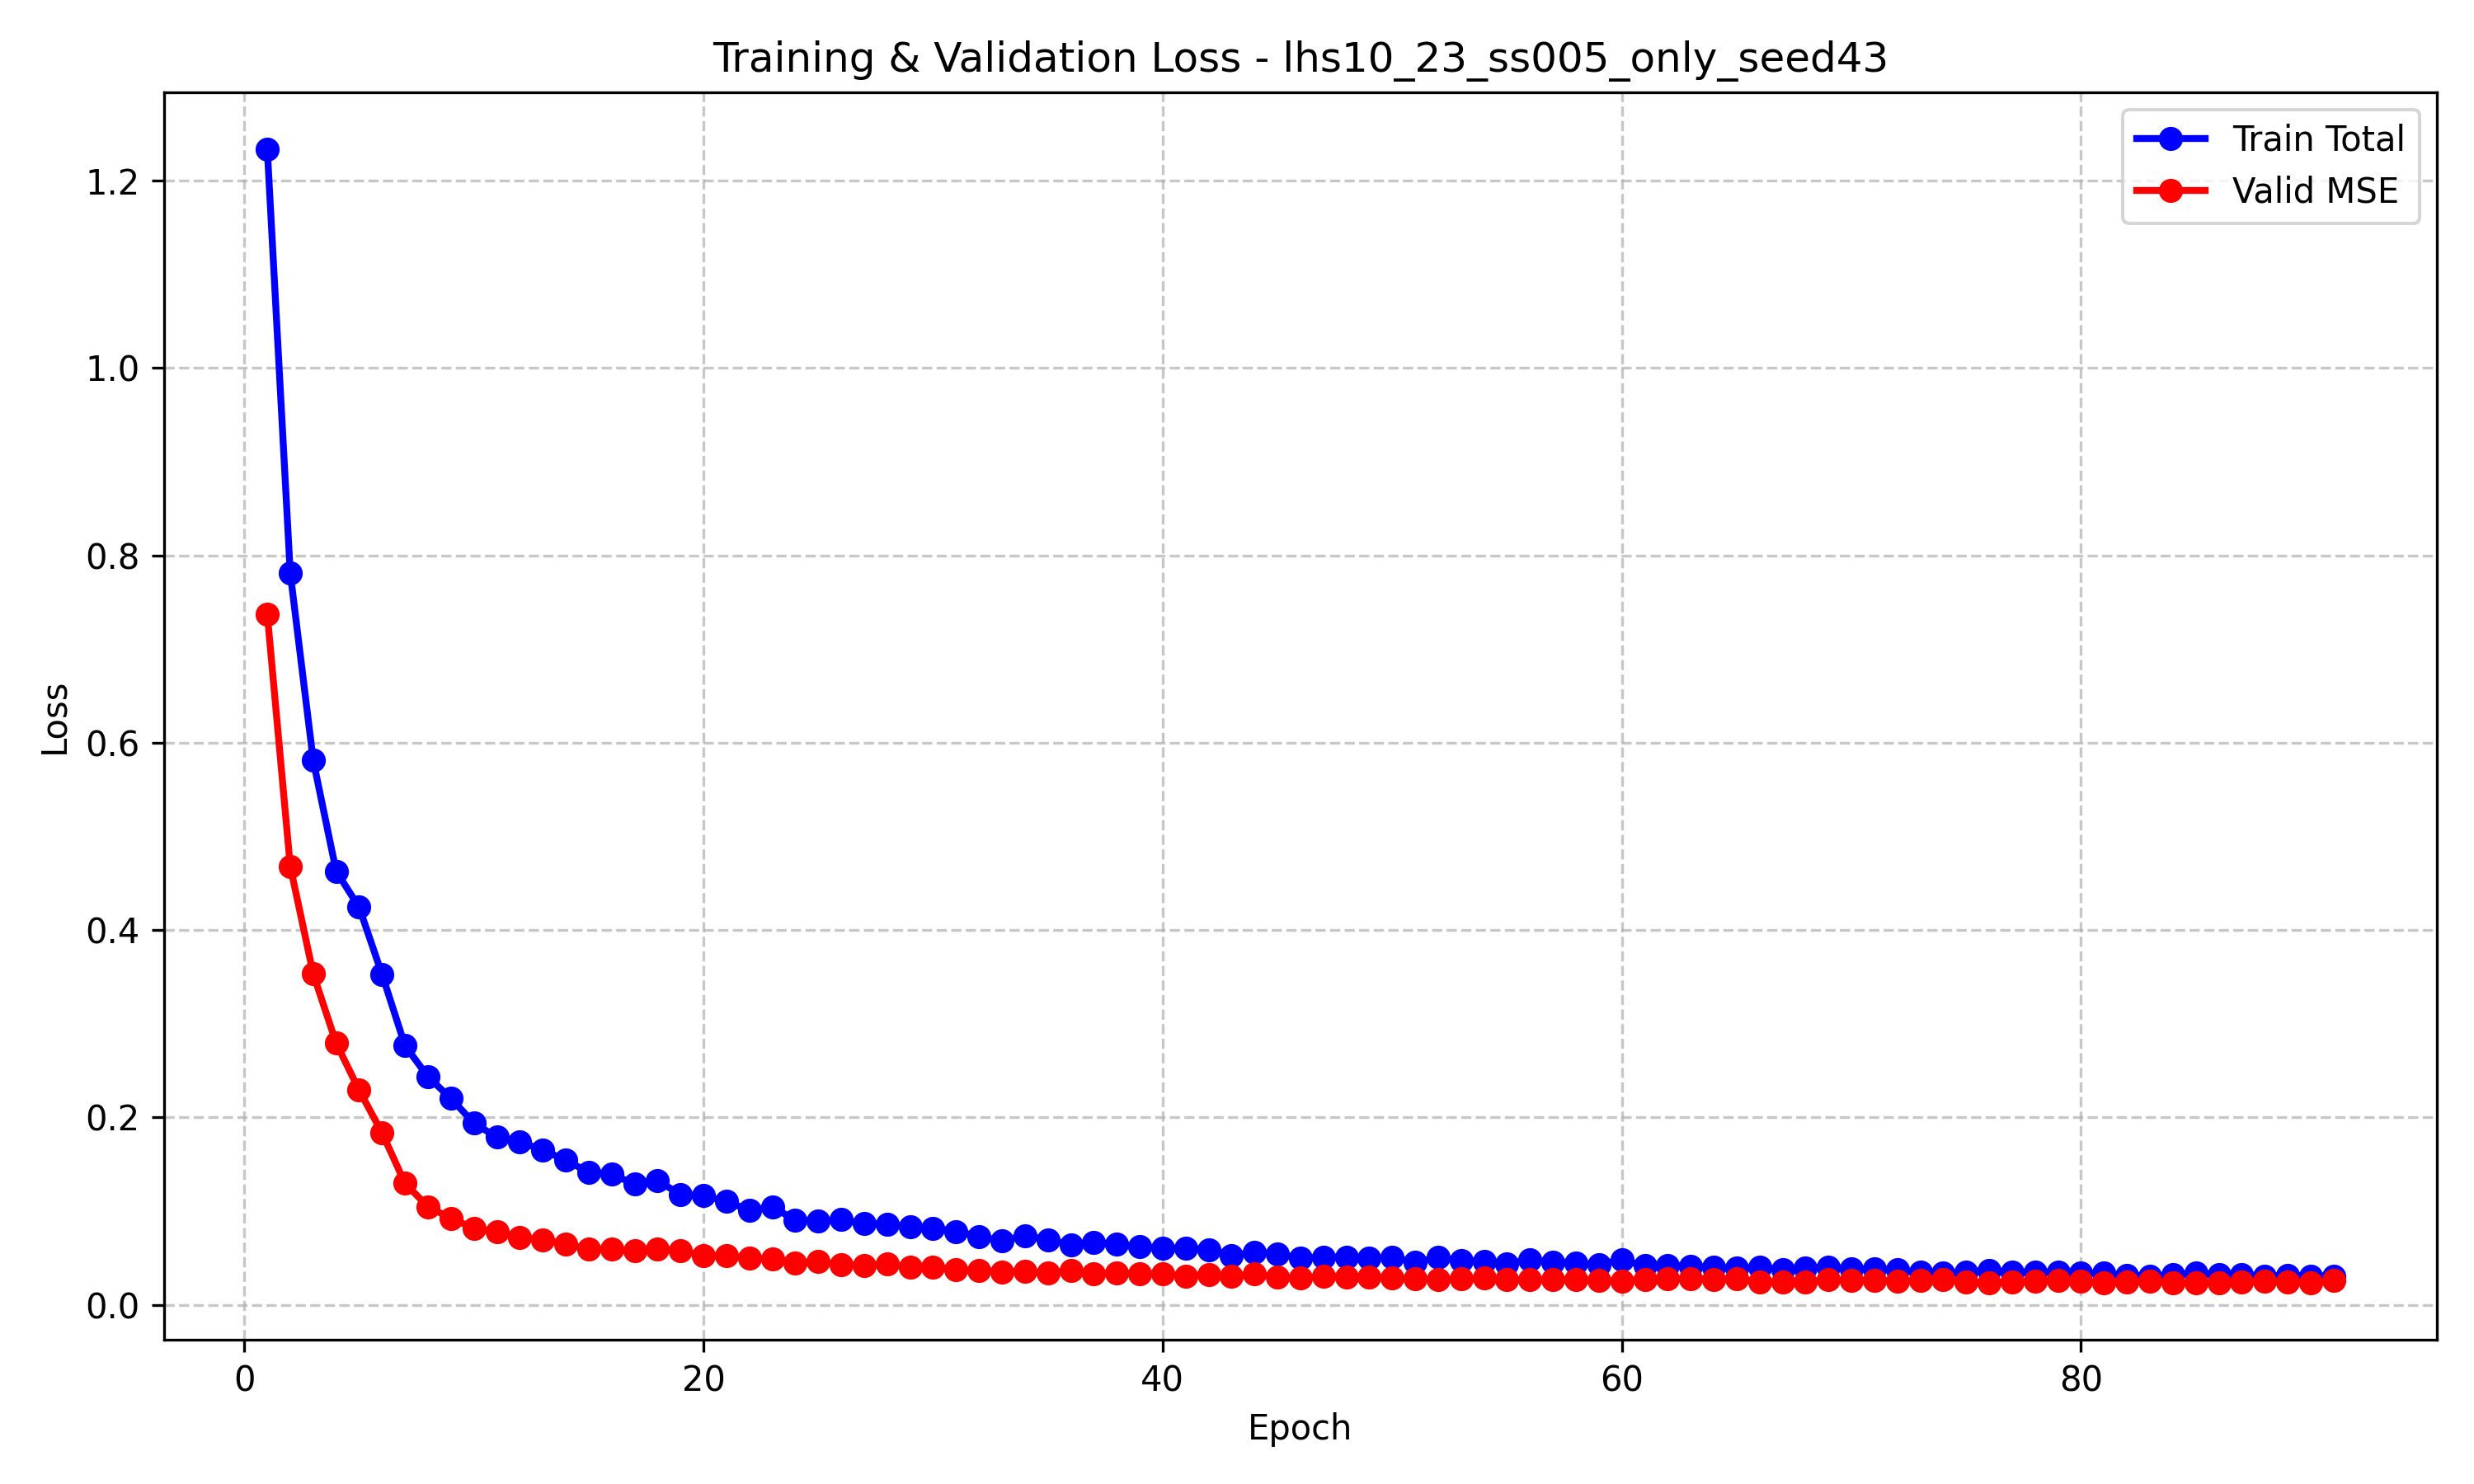 Training & Validation Loss - lhs10_23_ss005_only_seed43
Train Total
Valid MSE
1.2
1.0
0.8
0.6
0.4
0.2
0.0
Loss
0 20 40 60 80
Epoch